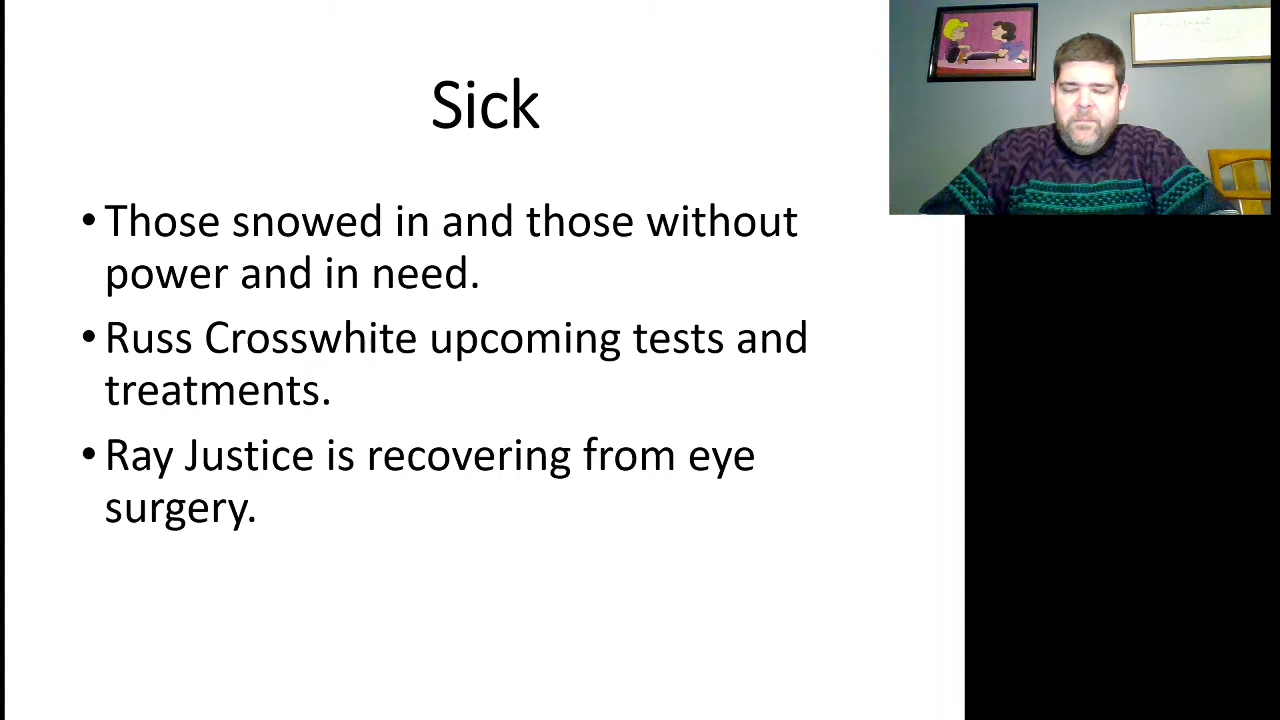 Sick
• Those snowed in and those without
power and in need.
• Russ Crosswhite upcoming tests and
treatments.
• Ray Justice is recovering from eye
surgery.